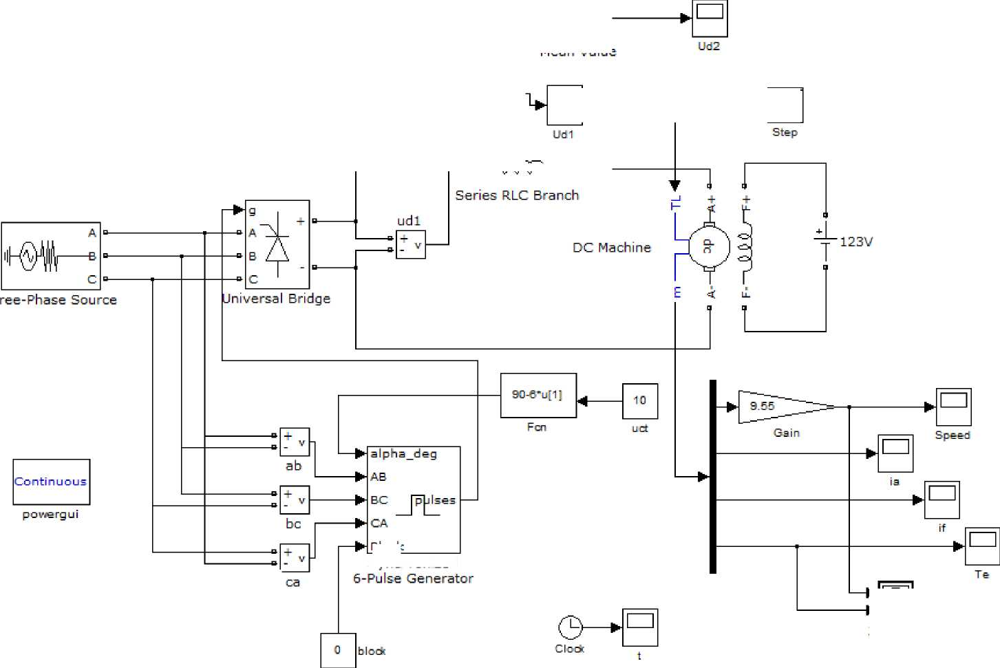 Ud2
Ud1
Step
Series RLC Branch
g
A
B
C
+
-
ud1
+
-
v
A
B
C
ree-Phase Source
Universal Bridge
DC Machine
TL
m
A+
A-
dc
F+
F-
+
123V
90-6*u[1]
Fcn
10
uct
9.55
Gain
Speed
ia
if
Te
+
-
v
ab
+
-
v
bc
+
-
v
ca
alpha_deg
AB
BC
CA
pulses
6-Pulse Generator
Continuous
powergui
0
block
Clock
t